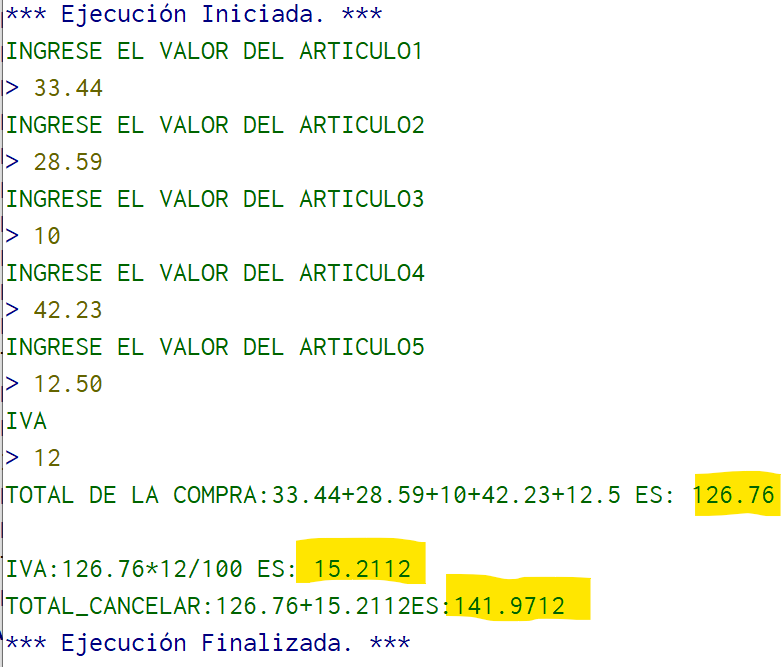 *** Ejecución Iniciada. ***
INGRESE EL VALOR DEL ARTICULO1
> 33.44
INGRESE EL VALOR DEL ARTICULO2
> 28.59
INGRESE EL VALOR DEL ARTICULO3
> 10
INGRESE EL VALOR DEL ARTICULO4
> 42.23
INGRESE EL VALOR DEL ARTICULO5
> 12.50
IVA
> 12
TOTAL DE LA COMPRA:33.44+28.59+10+42.23+12.5 ES: 126.76
IVA:126.76*12/100 ES: 15.2112
TOTAL_CANCELAR:126.76+15.2112ES:141.9712
*** Ejecución Finalizada. ***